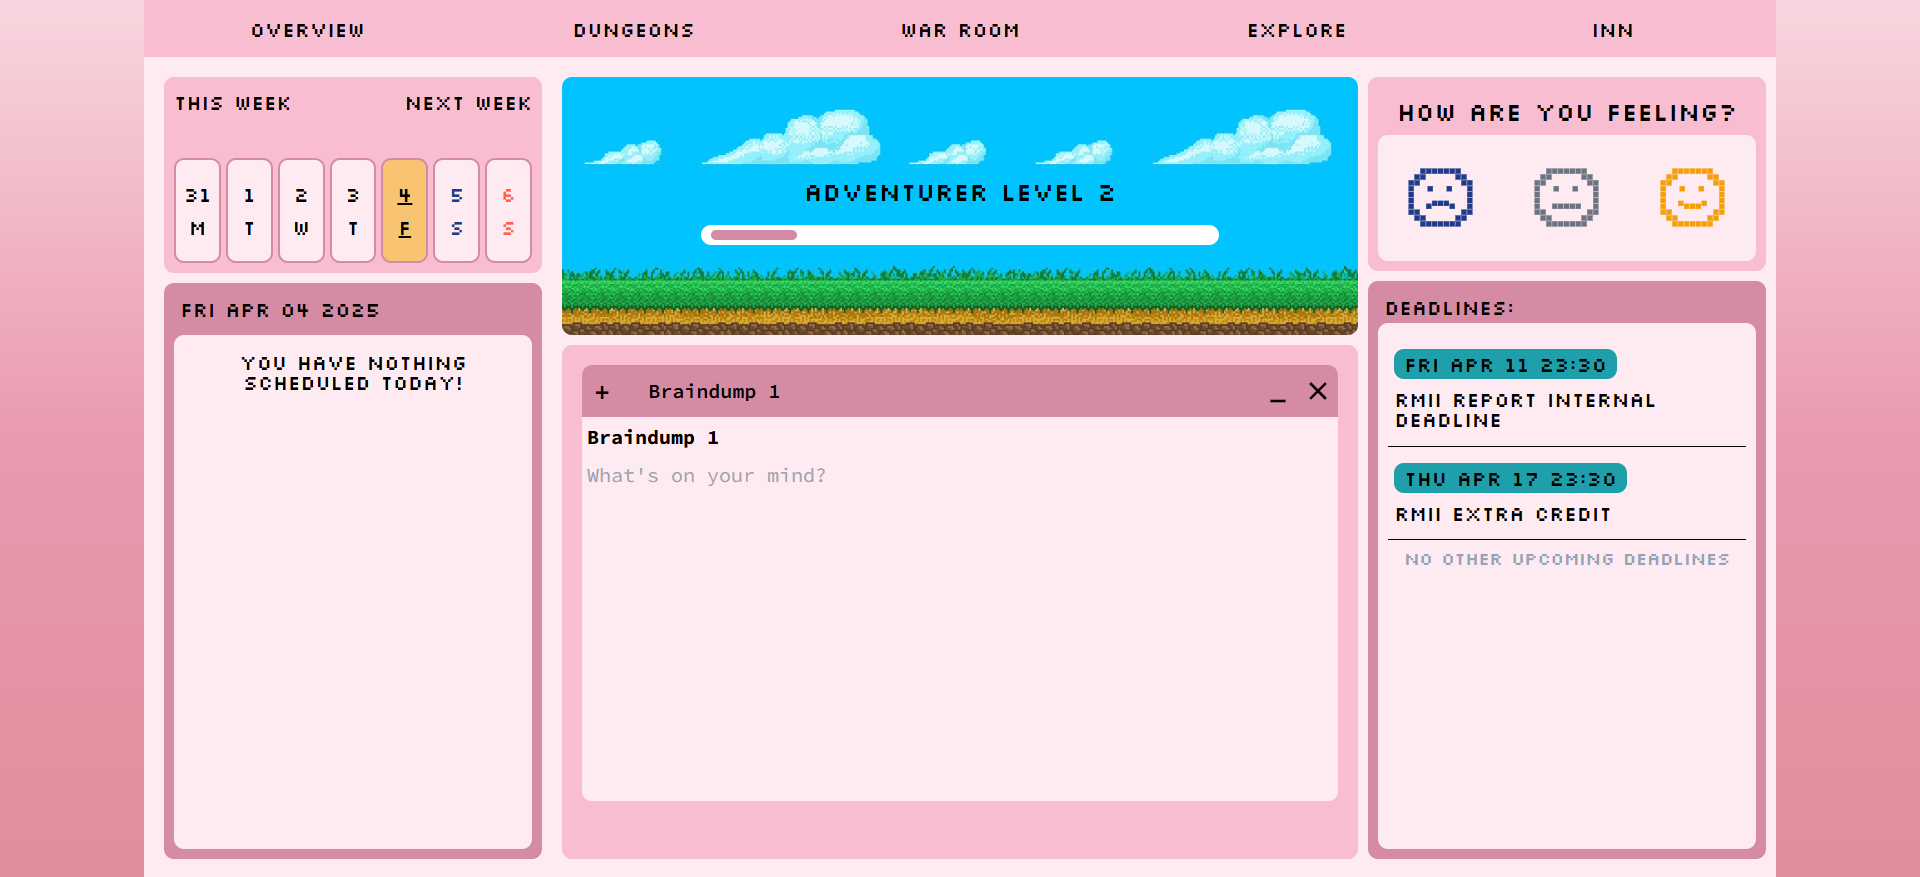 OVERVIEW DUNGEONS WAR ROOM EXPLORE INN
THIS WEEK NEXT WEEK
31 1 2 3 4 5 6
M T W T F S S
FRI APR 04 2025
YOU HAVE NOTHING
SCHEDULED TODAY!
ADVENTURER LEVEL 2
+ Braindump 1 _ ×
Braindump 1
What's on your mind?
HOW ARE YOU FEELING?
DEADLINES:
FRI APR 11 23:30
RMII REPORT INTERNAL
DEADLINE
THU APR 17 23:30
RMII EXTRA CREDIT
NO OTHER UPCOMING DEADLINES